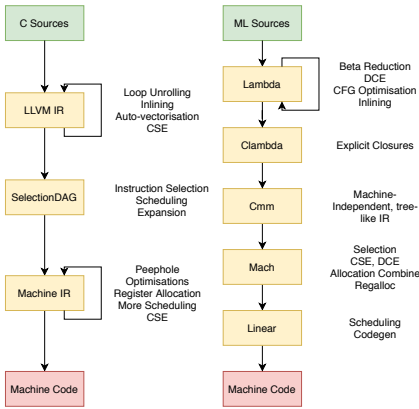 C Sources
LLVM IR
Loop Unrolling
Inlining
Auto-vectorisation
CSE
SelectionDAG
Instruction Selection
Scheduling
Expansion
Machine IR
Peephole
Optimisations
Register Allocation
More Scheduling
CSE
Machine Code
ML Sources
Lambda
Beta Reduction
DCE
CFG Optimisation
Inlining
Clambda
Explicit Closures
Cmm
Machine-
Independent, tree-
like IR
Mach
Selection
CSE, DCE
Allocation Combine
Regalloc
Linear
Scheduling
Codegen
Machine Code